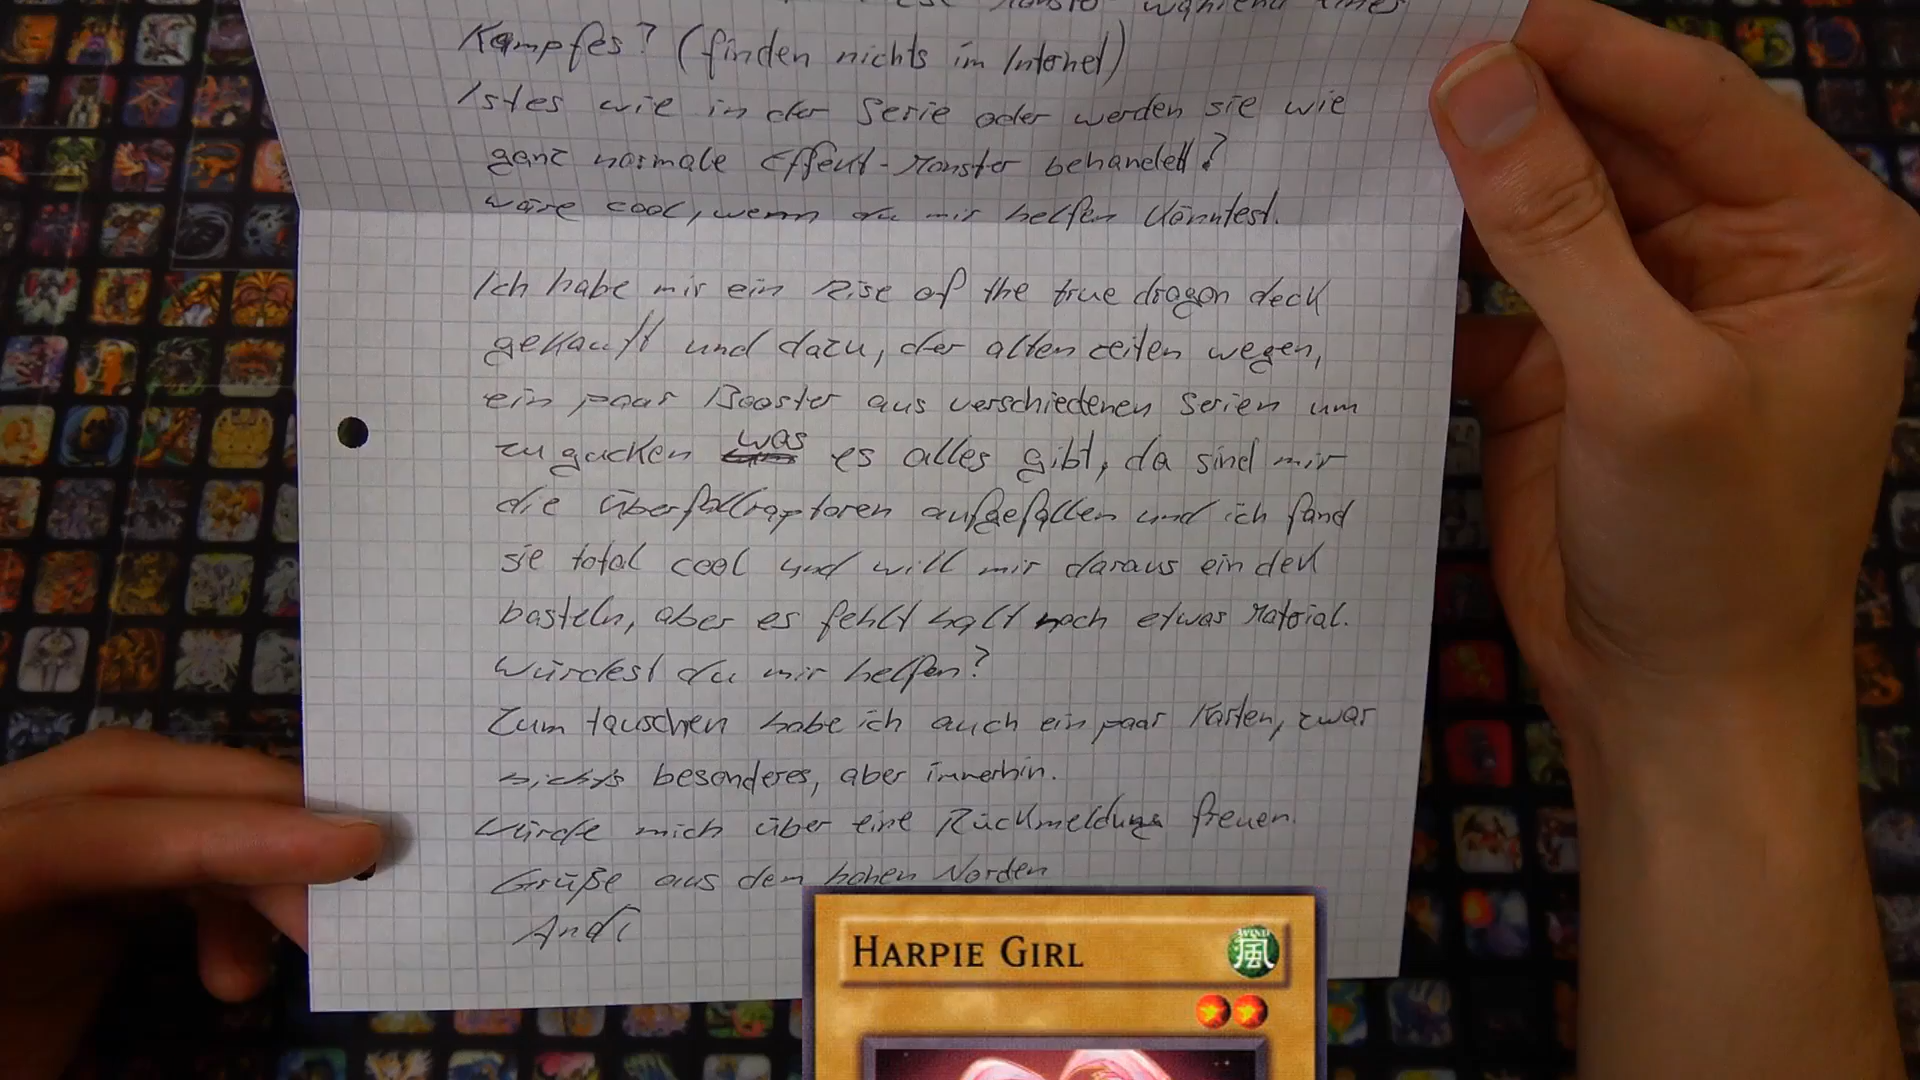 während eines
Kampfes? (finden nichts im Internet)
Ist es wie in der Serie oder werden sie wie
ganz normale Effekt-Monster behandelt?
wäre cool, wenn du mir helfen könntest.
Ich habe mir ein Rise of the true dragon deck
gekauft und dazu, der alten zeiten wegen,
ein paar Booster aus verschiedenen Serien um
zu gucken was es alles gibt, da sind mir
die überfallraptoren aufgefallen und ich fand
sie total cool und will mir daraus ein deck
basteln, aber es fehlt halt noch etwas Material.
Würdest du mir helfen?
Zum tauschen habe ich auch ein paar Karten, zwar
nichts besonderes, aber immerhin.
Würde mich über eine Rückmeldung freuen.
Grüße aus dem hohen Norden
Andi
HARPIE GIRL
WIND
風